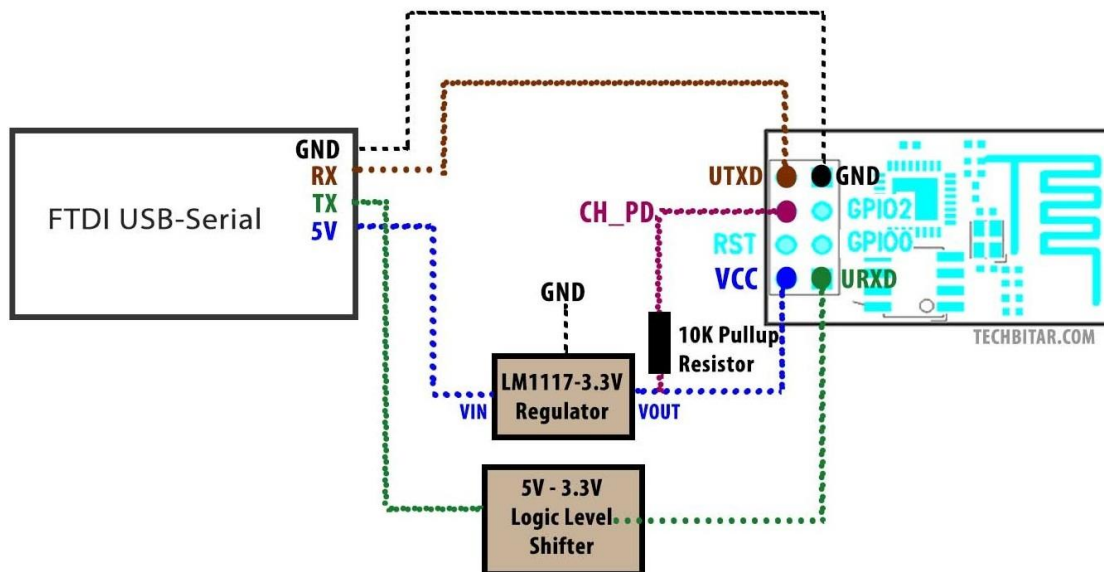 GND
RX
TX
5V
FTDI USB-Serial
UTXD
GND
CH_PD
GPIO2
RST
GPIO0
VCC
URXD
TECHBITAR.COM
GND
10K Pullup
Resistor
LM1117-3.3V
Regulator
VIN
VOUT
5V - 3.3V
Logic Level
Shifter